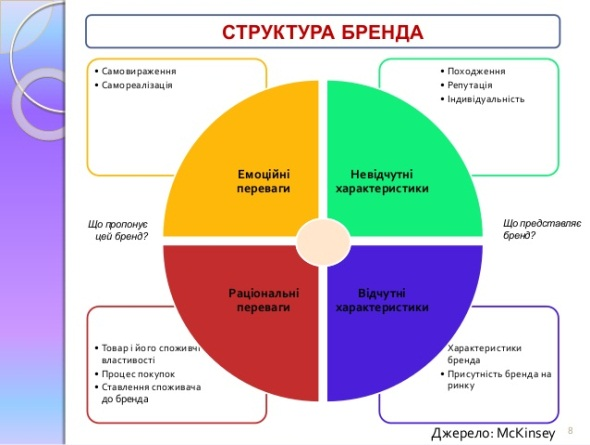 СТРУКТУРА БРЕНДА
• Самовираження
• Самореалізація
• Походження
• Репутація
• Індивідуальність
Емоційні
переваги
Невідчутні
характеристики
Що пропонує
цей бренд?
Що представляє
бренд?
Раціональні
переваги
Відчутні
характеристики
• Товар і його споживчі
властивості
• Процес покупок
• Ставлення споживача
до бренда
Характеристики
бренда
• Присутність бренда на
ринку
Джерело: McKinsey
8